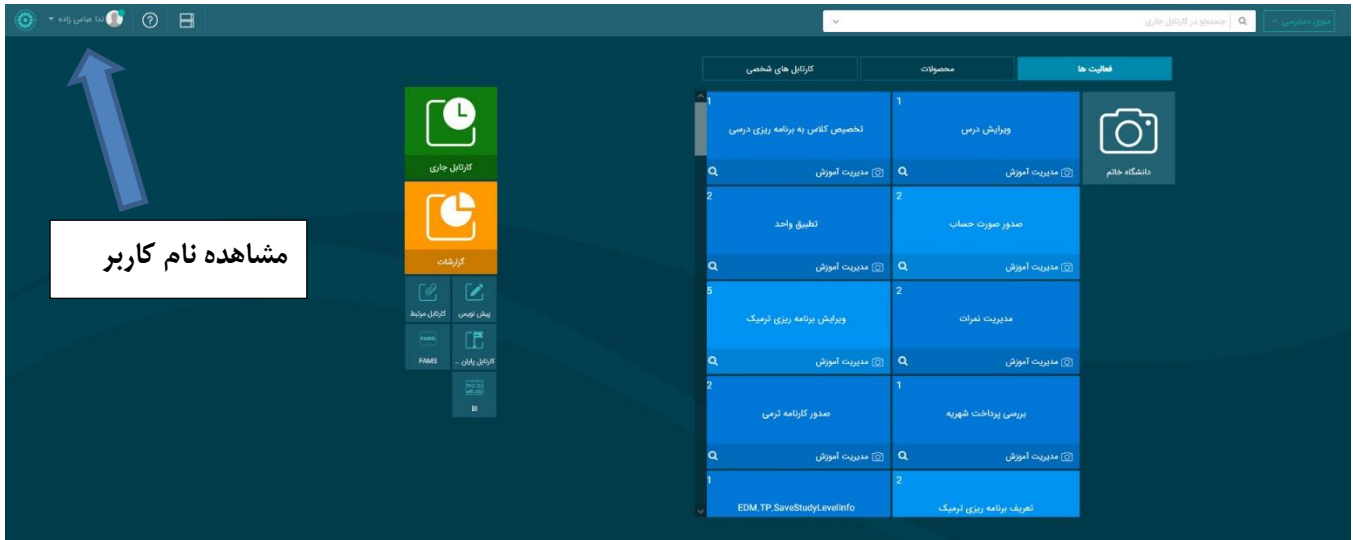 منوی دسترسی
جستجو در کارتابل جاری
ندا عباس زاده
فعالیت ها
محصولات
کارتابل های شخصی
دانشگاه خاتم
1
ویرایش درس
مدیریت آموزش
1
تخصیص کلاس به برنامه ریزی درسی
مدیریت آموزش
2
صدور صورت حساب
مدیریت آموزش
2
تطبیق واحد
مدیریت آموزش
2
مدیریت نمرات
مدیریت آموزش
5
ویرایش برنامه ریزی ترمیک
مدیریت آموزش
1
بررسی پرداخت شهریه
مدیریت آموزش
2
صدور کارنامه ترمی
مدیریت آموزش
2
تعریف برنامه ریزی ترمیک
1
EDM,TP,SaveStudyLevelInfo
کارتابل جاری
گزارشات
پیش نویس
کارتابل مرتبط
کارتابل پایان ...
FAMS
BI
مشاهده نام کاربر